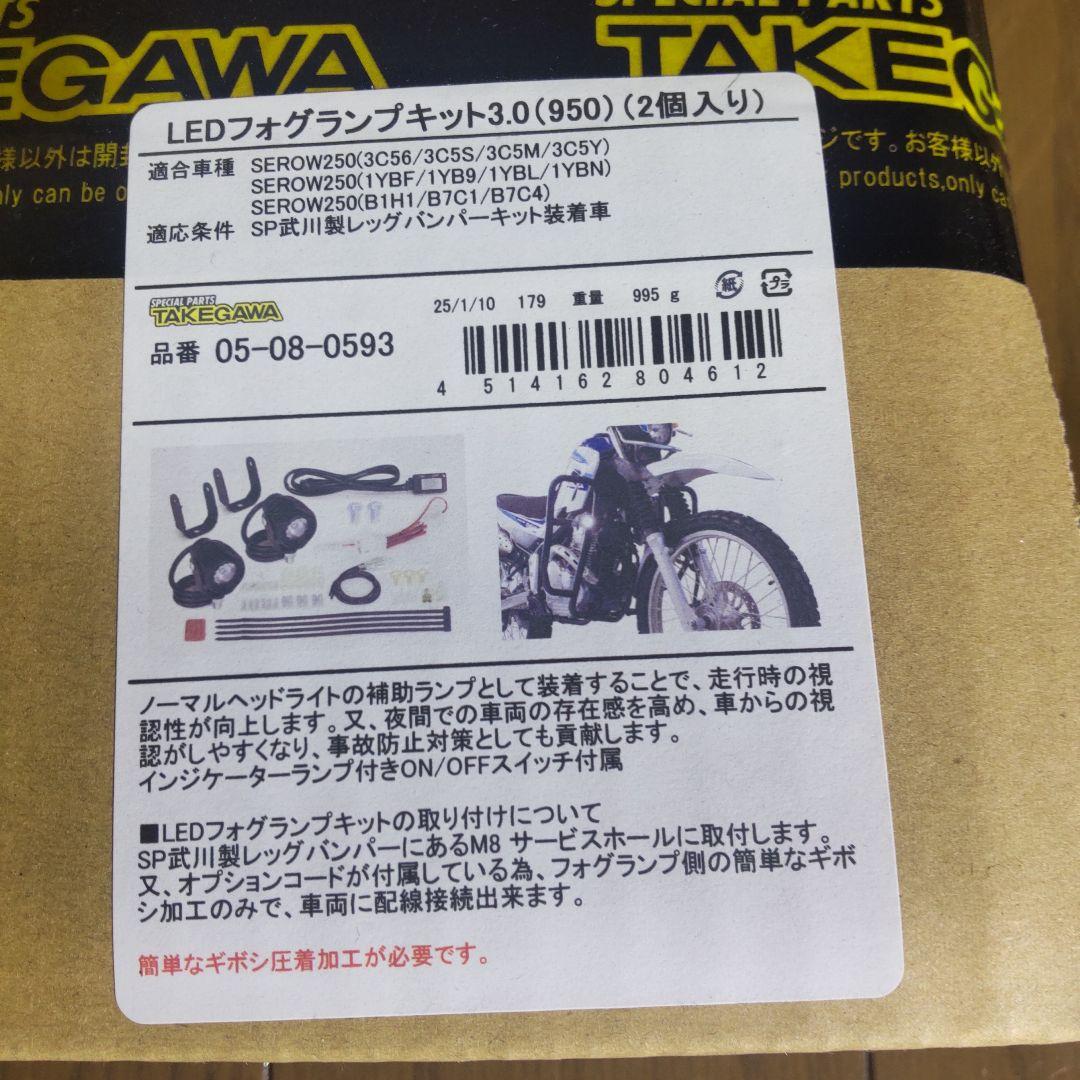 SPECIAL PARTS
TAKEGAWA
LEDフォグランプキット3.0(950)(2個入り)
適合車種 SEROW250(3C56/3C5S/3C5M/3C5Y)
SEROW250(1YBF/1YB9/1YBL/1YBN)
SEROW250(B1H1/B7C1/B7C4)
適応条件 SP武川製レッグバンパーキット装着車
SPECIAL PARTS
TAKEGAWA
25/1/10 179 重量 995 g
紙
プラ
品番 05-08-0593
4 514162 804612
ノーマルヘッドライトの補助ランプとして装着することで、走行時の視
認性が向上します。又、夜間での車両の存在感を高め、車からの視
認がしやすくなり、事故防止対策としても貢献します。
インジケーターランプ付きON/OFFスイッチ付属
■LEDフォグランプキットの取り付けについて
SP武川製レッグバンパーにあるM8 サービスホールに取付します。
又、オプションコードが付属している為、フォグランプ側の簡単なギボ
シ加工のみで、車両に配線接続出来ます。
簡単なギボシ圧着加工が必要です。
様以外は開
ly can be o
ジです。お客様以外
products,only ca